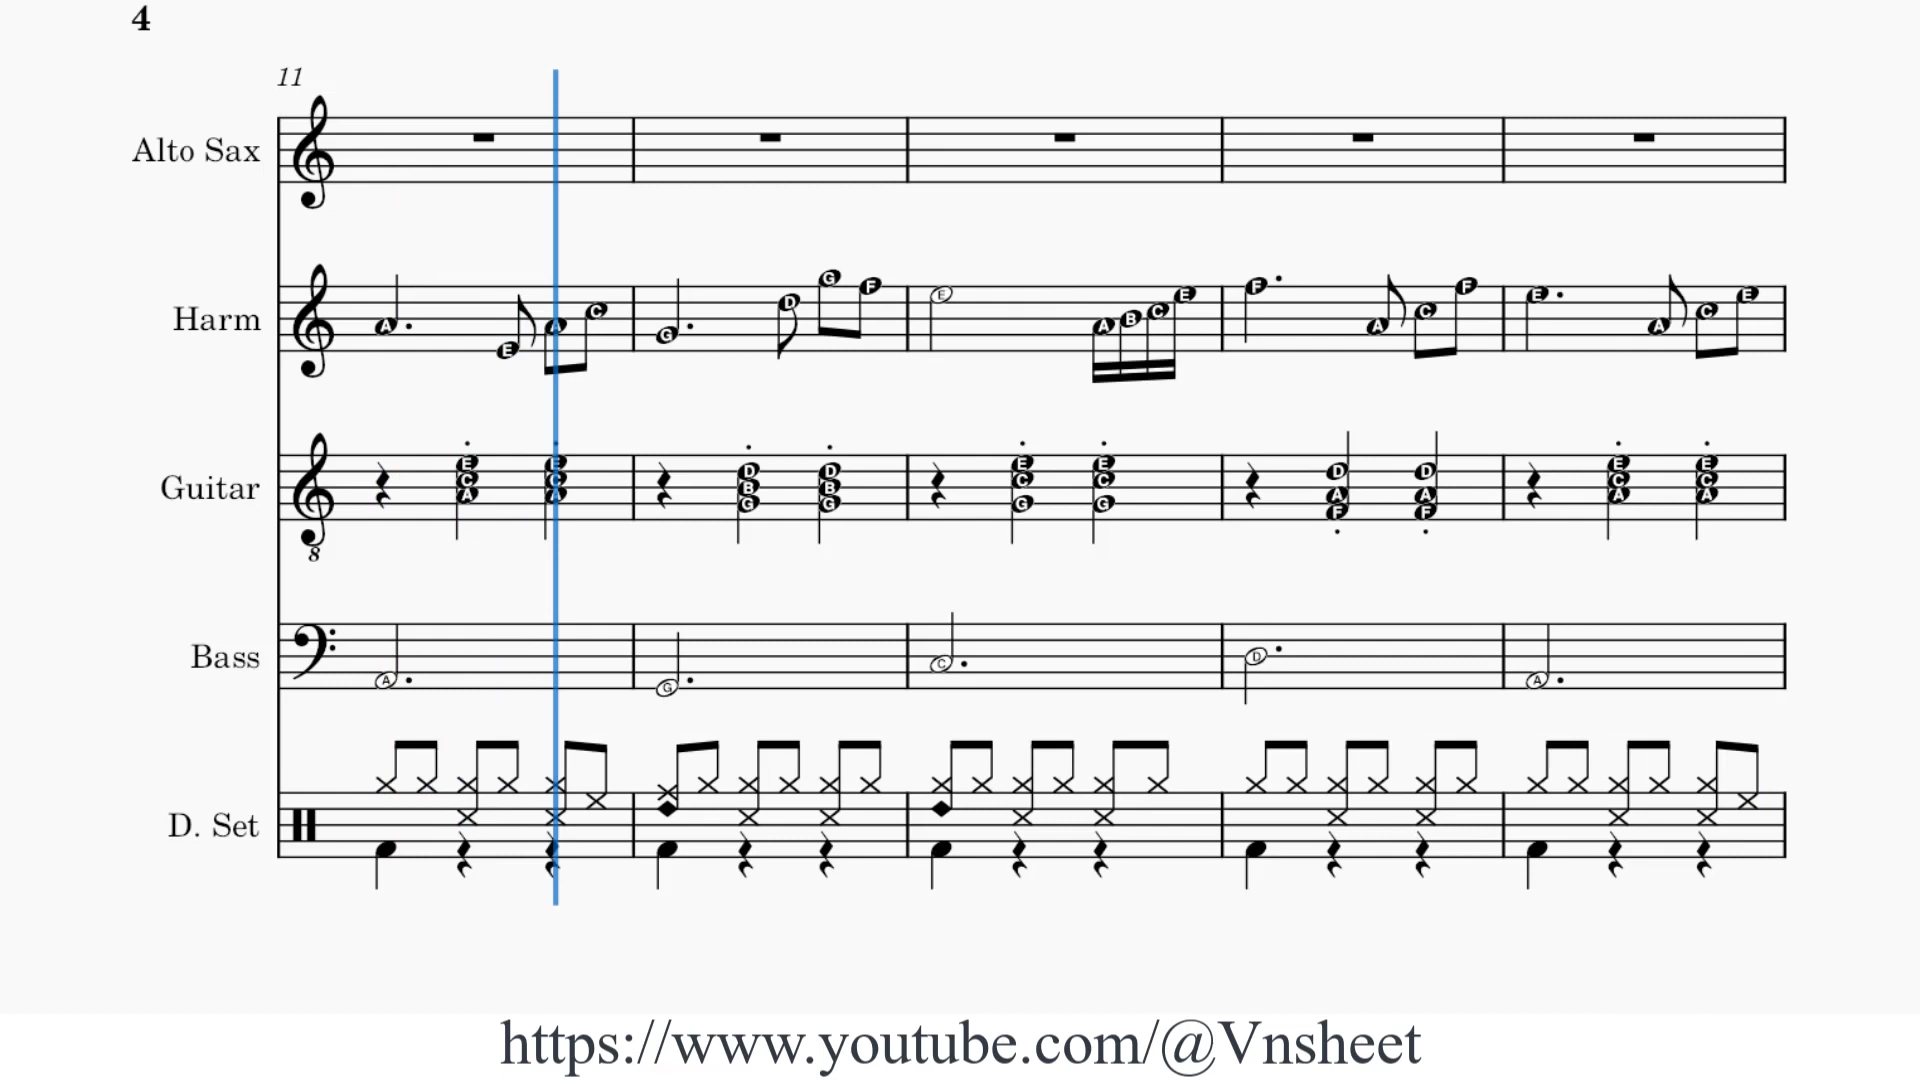 4
11
Alto Sax
Harm
A E A C G D G F E A B C E F A C F E A C E
Guitar
E C A E C A D B G D B G E C G E C G D A F D A F E C A E C A
8
Bass
A G C D A
D. Set
https://www.youtube.com/@Vnsheet